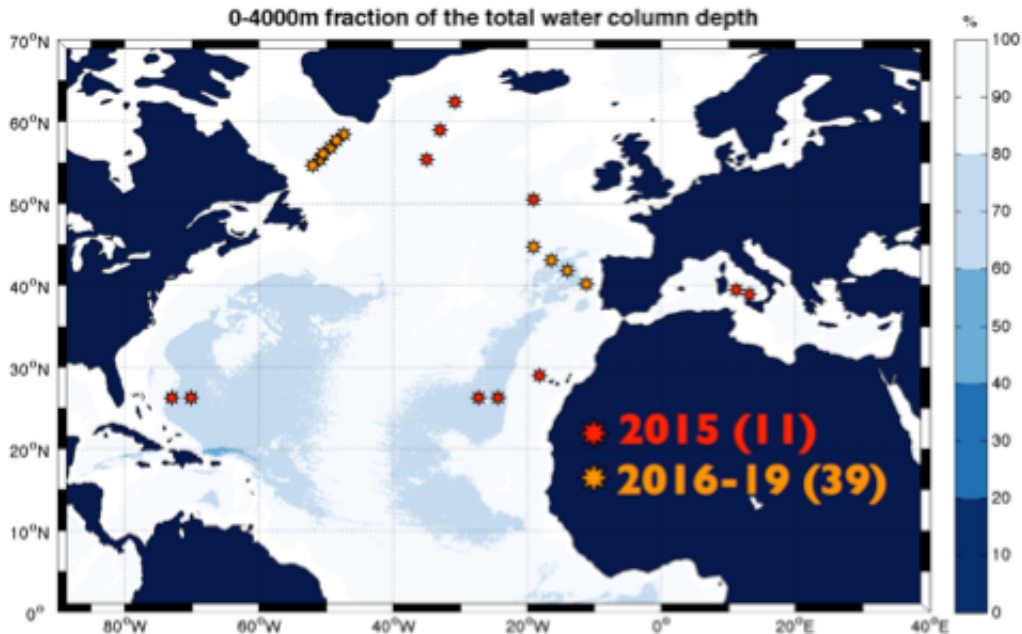 0-4000m fraction of the total water column depth
%
70°N
60°N
50°N
40°N
30°N
20°N
10°N
0°
80°W
60°W
40°W
20°W
0°
20°E
40°E
100
90
80
70
60
50
40
30
20
10
0
2015 (11)
2016-19 (39)